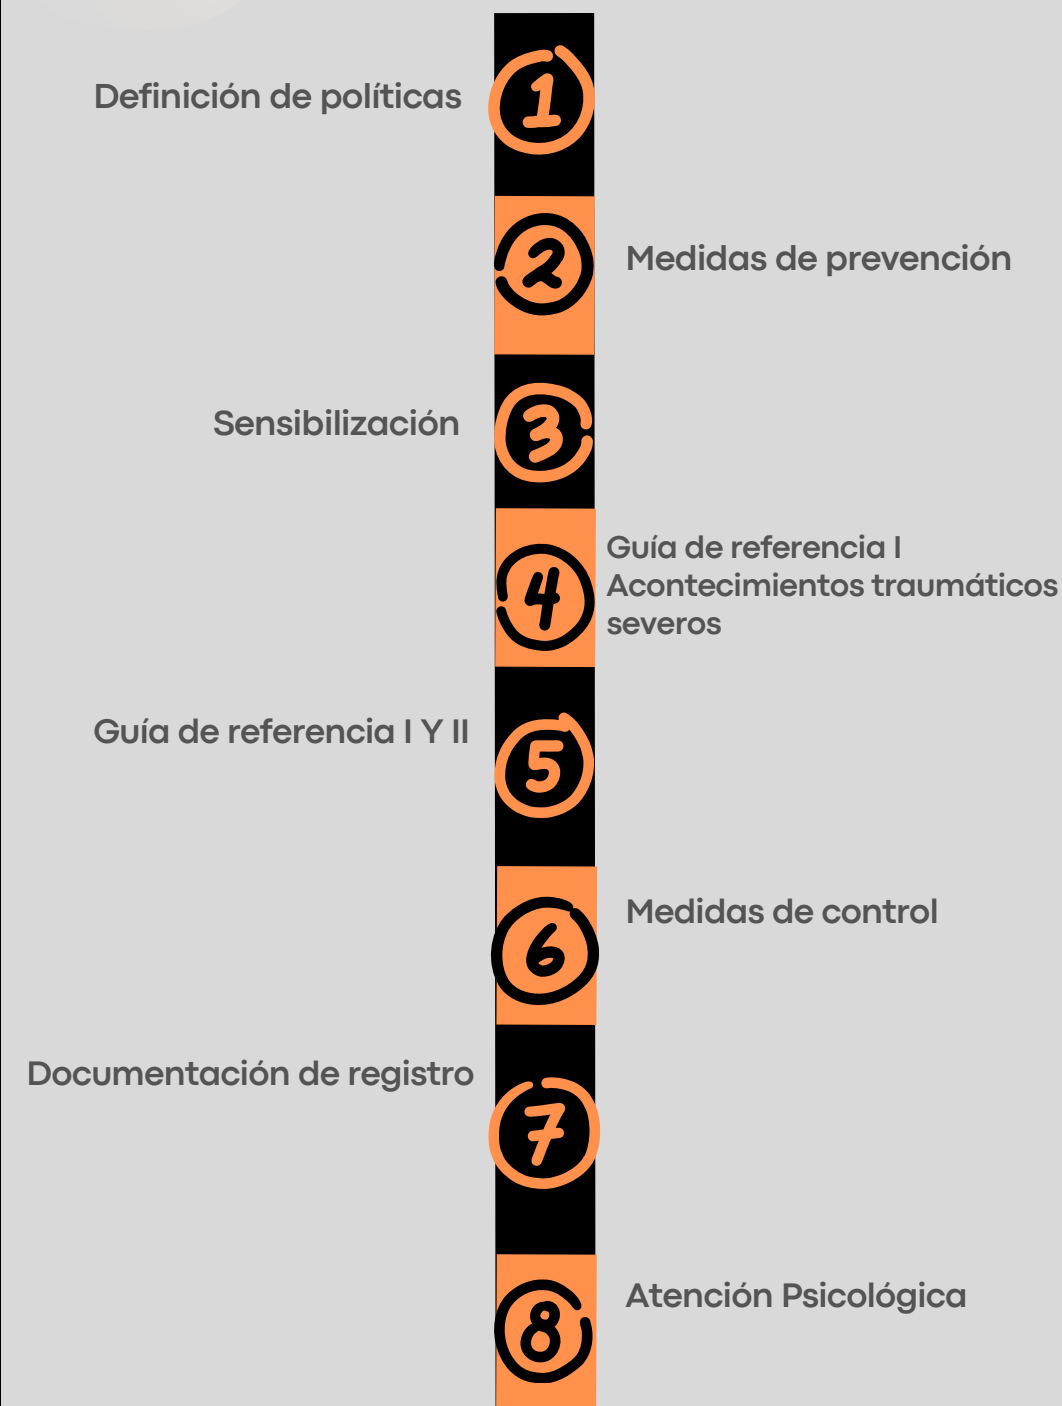 Definición de políticas
1
2
Medidas de prevención
Sensibilización
3
4
Guía de referencia I
Acontecimientos traumáticos
severos
Guía de referencia I Y II
5
6
Medidas de control
Documentación de registro
7
8
Atención Psicológica